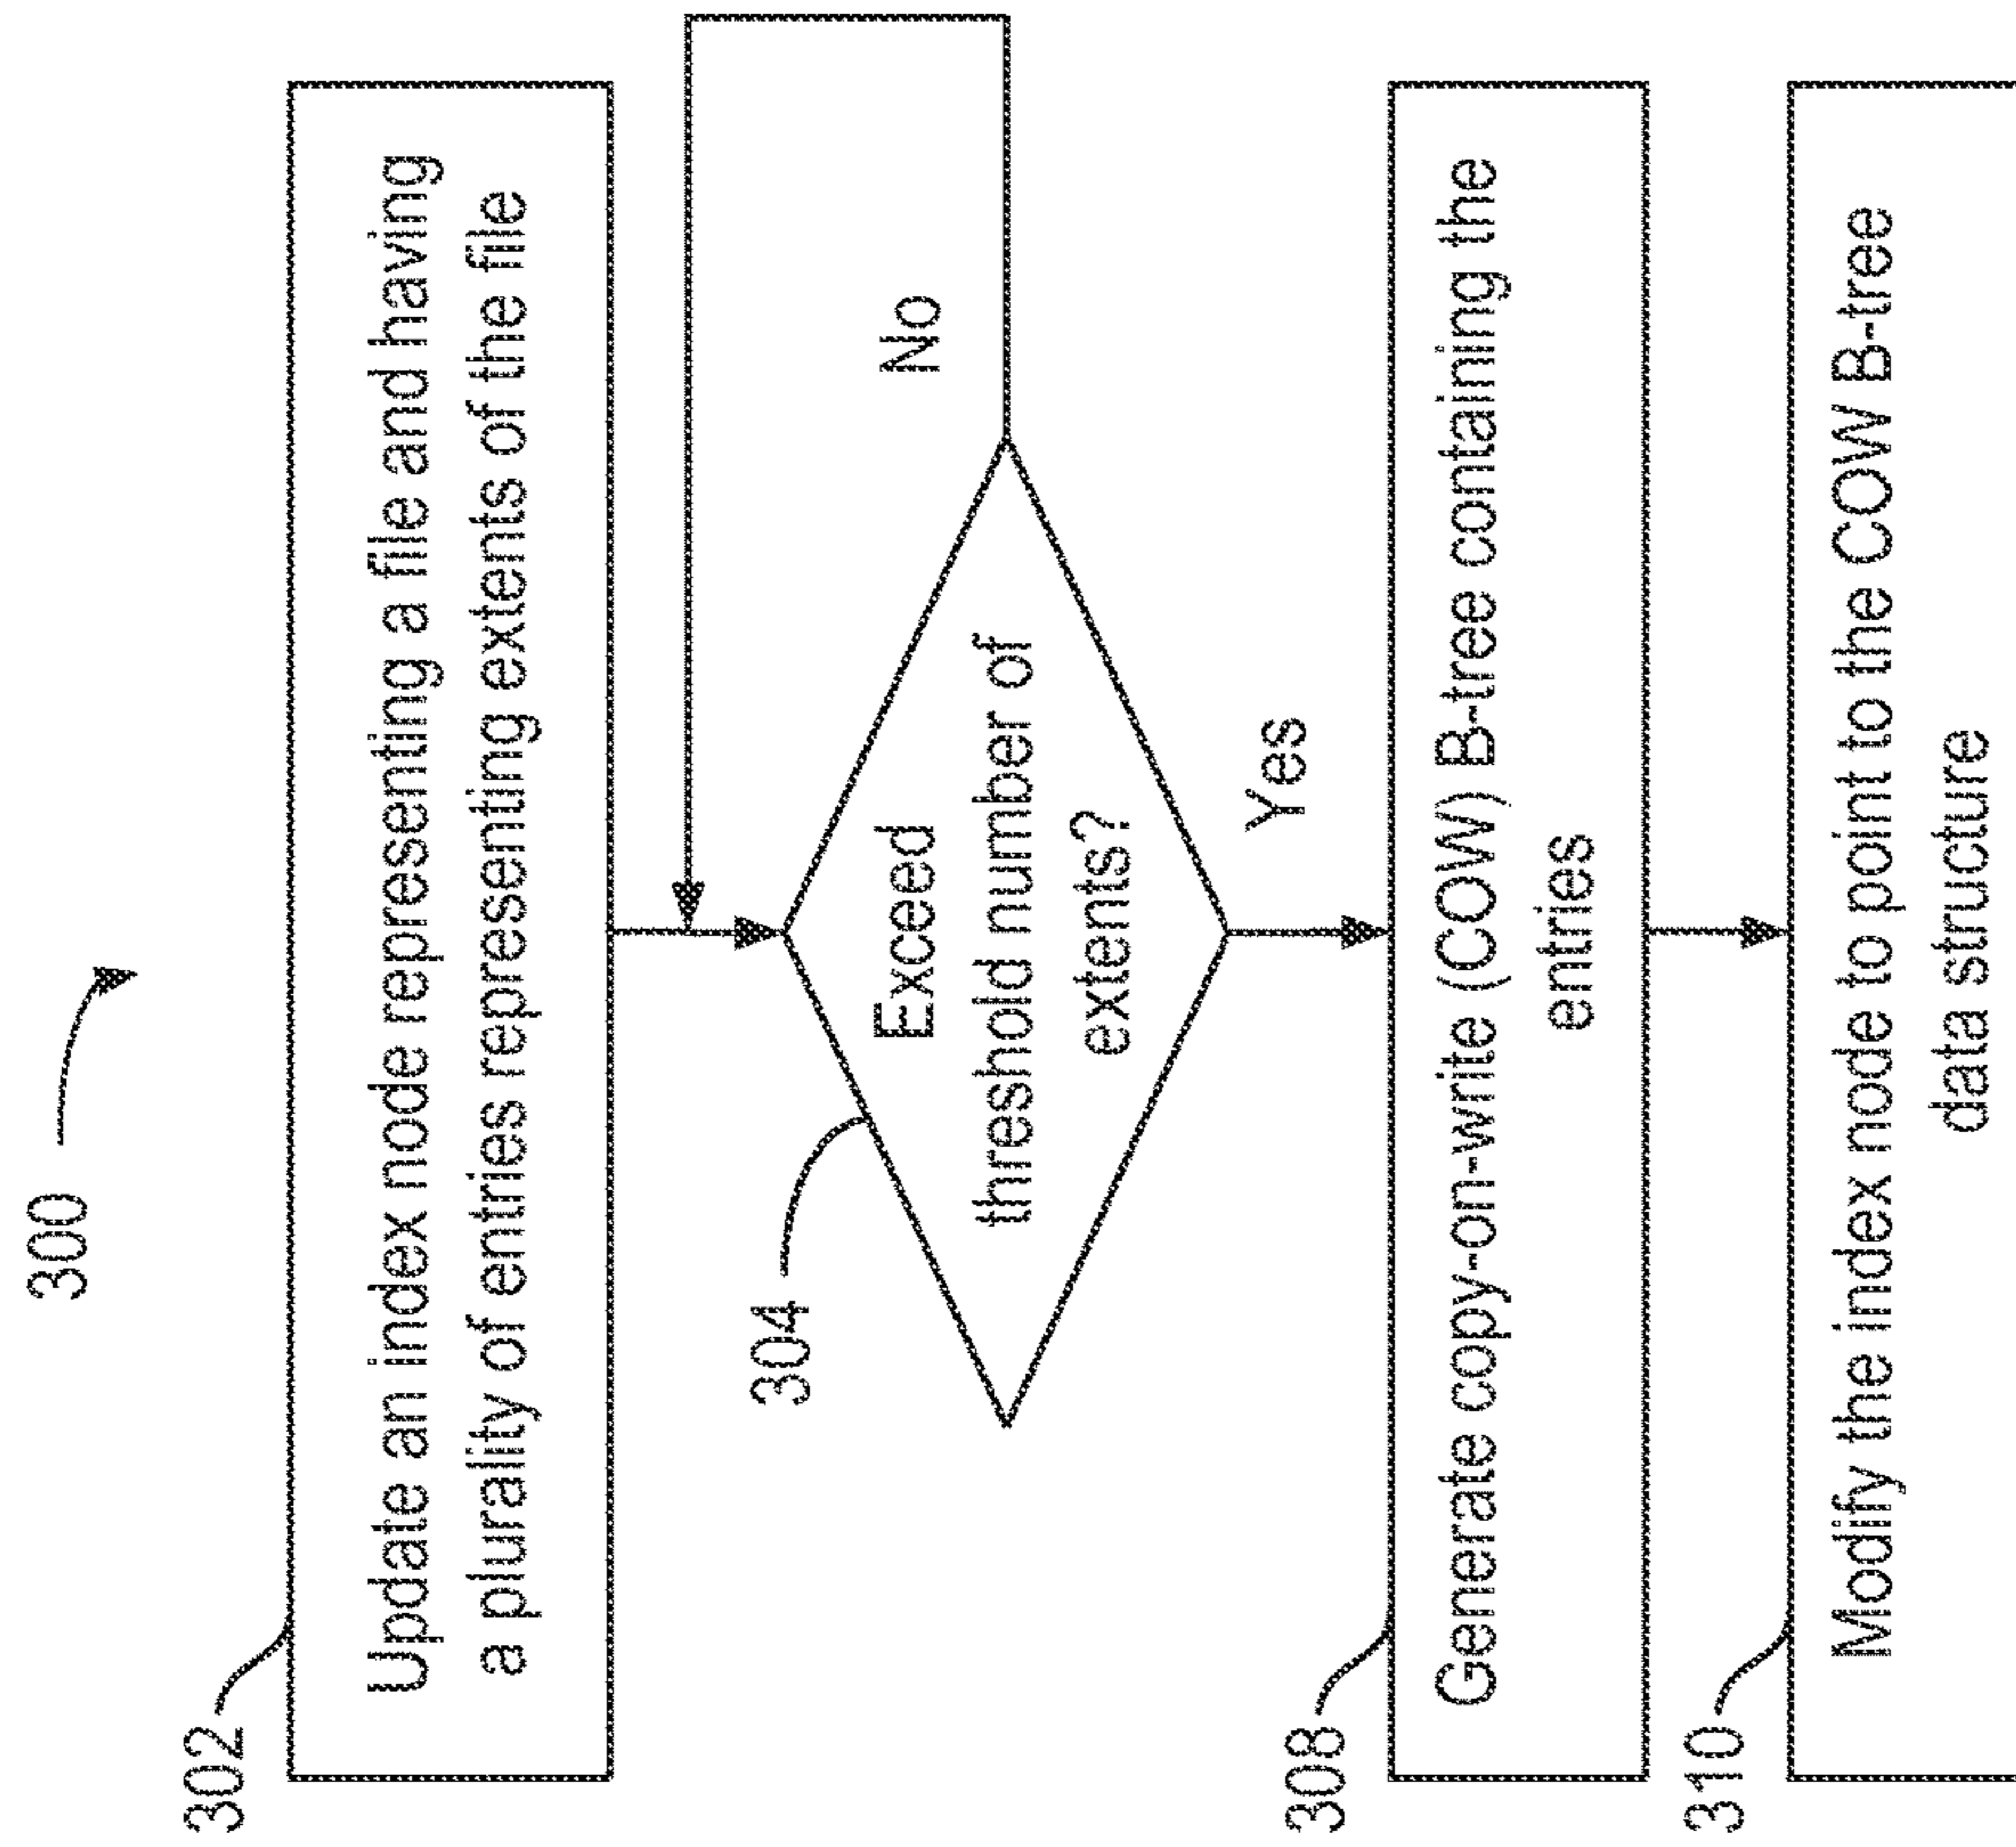 300
302
Update an index node representing a file and having
a plurality of entries representing extents of the file
304
Exceed
threshold number of
extents?
No
Yes
308
Generate copy-on-write (COW) B-tree containing the
entries
310
Modify the index node to point to the COW B-tree
data structure